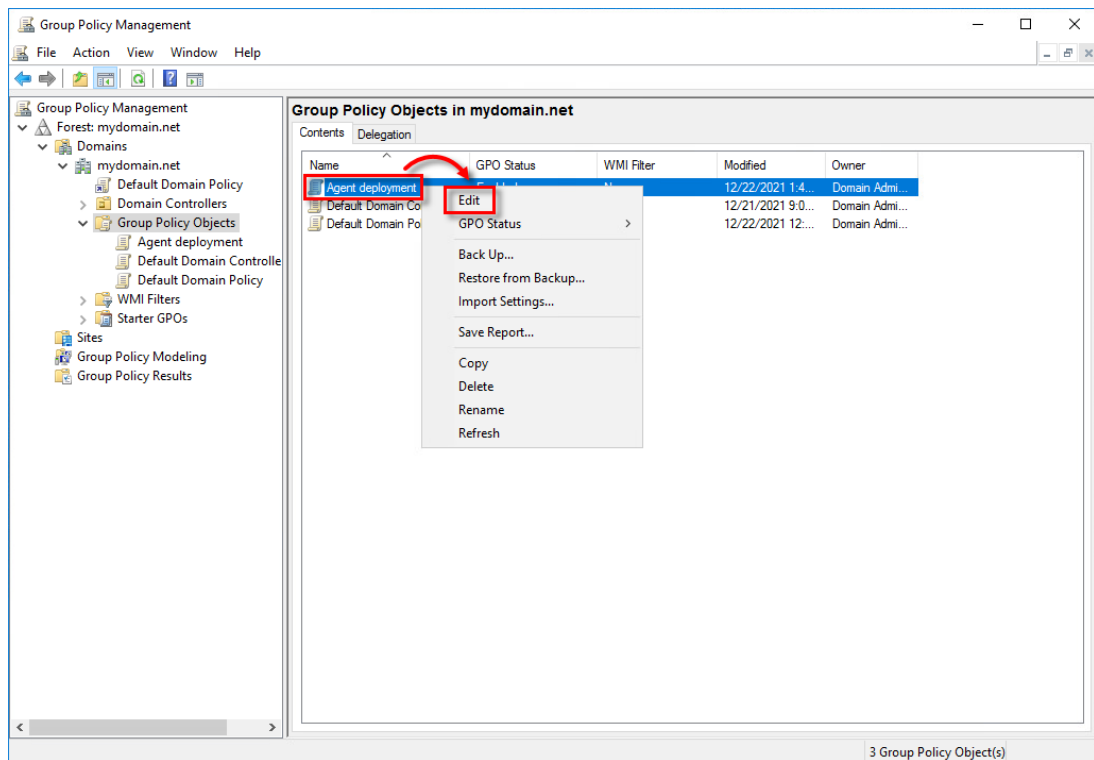 Group Policy Management
File Action View Window Help
Group Policy Management
Forest: mydomain.net
Domains
mydomain.net
Default Domain Policy
Domain Controllers
Group Policy Objects
Agent deployment
Default Domain Controlle
Default Domain Policy
WMI Filters
Starter GPOs
Sites
Group Policy Modeling
Group Policy Results
Group Policy Objects in mydomain.net
Contents Delegation
Name GPO Status WMI Filter Modified Owner
Agent deployment 12/22/2021 1:4... Domain Admi...
Default Domain Co 12/21/2021 9:0... Domain Admi...
Default Domain Po 12/22/2021 12:... Domain Admi...
Edit
GPO Status
Back Up...
Restore from Backup...
Import Settings...
Save Report...
Copy
Delete
Rename
Refresh
3 Group Policy Object(s)